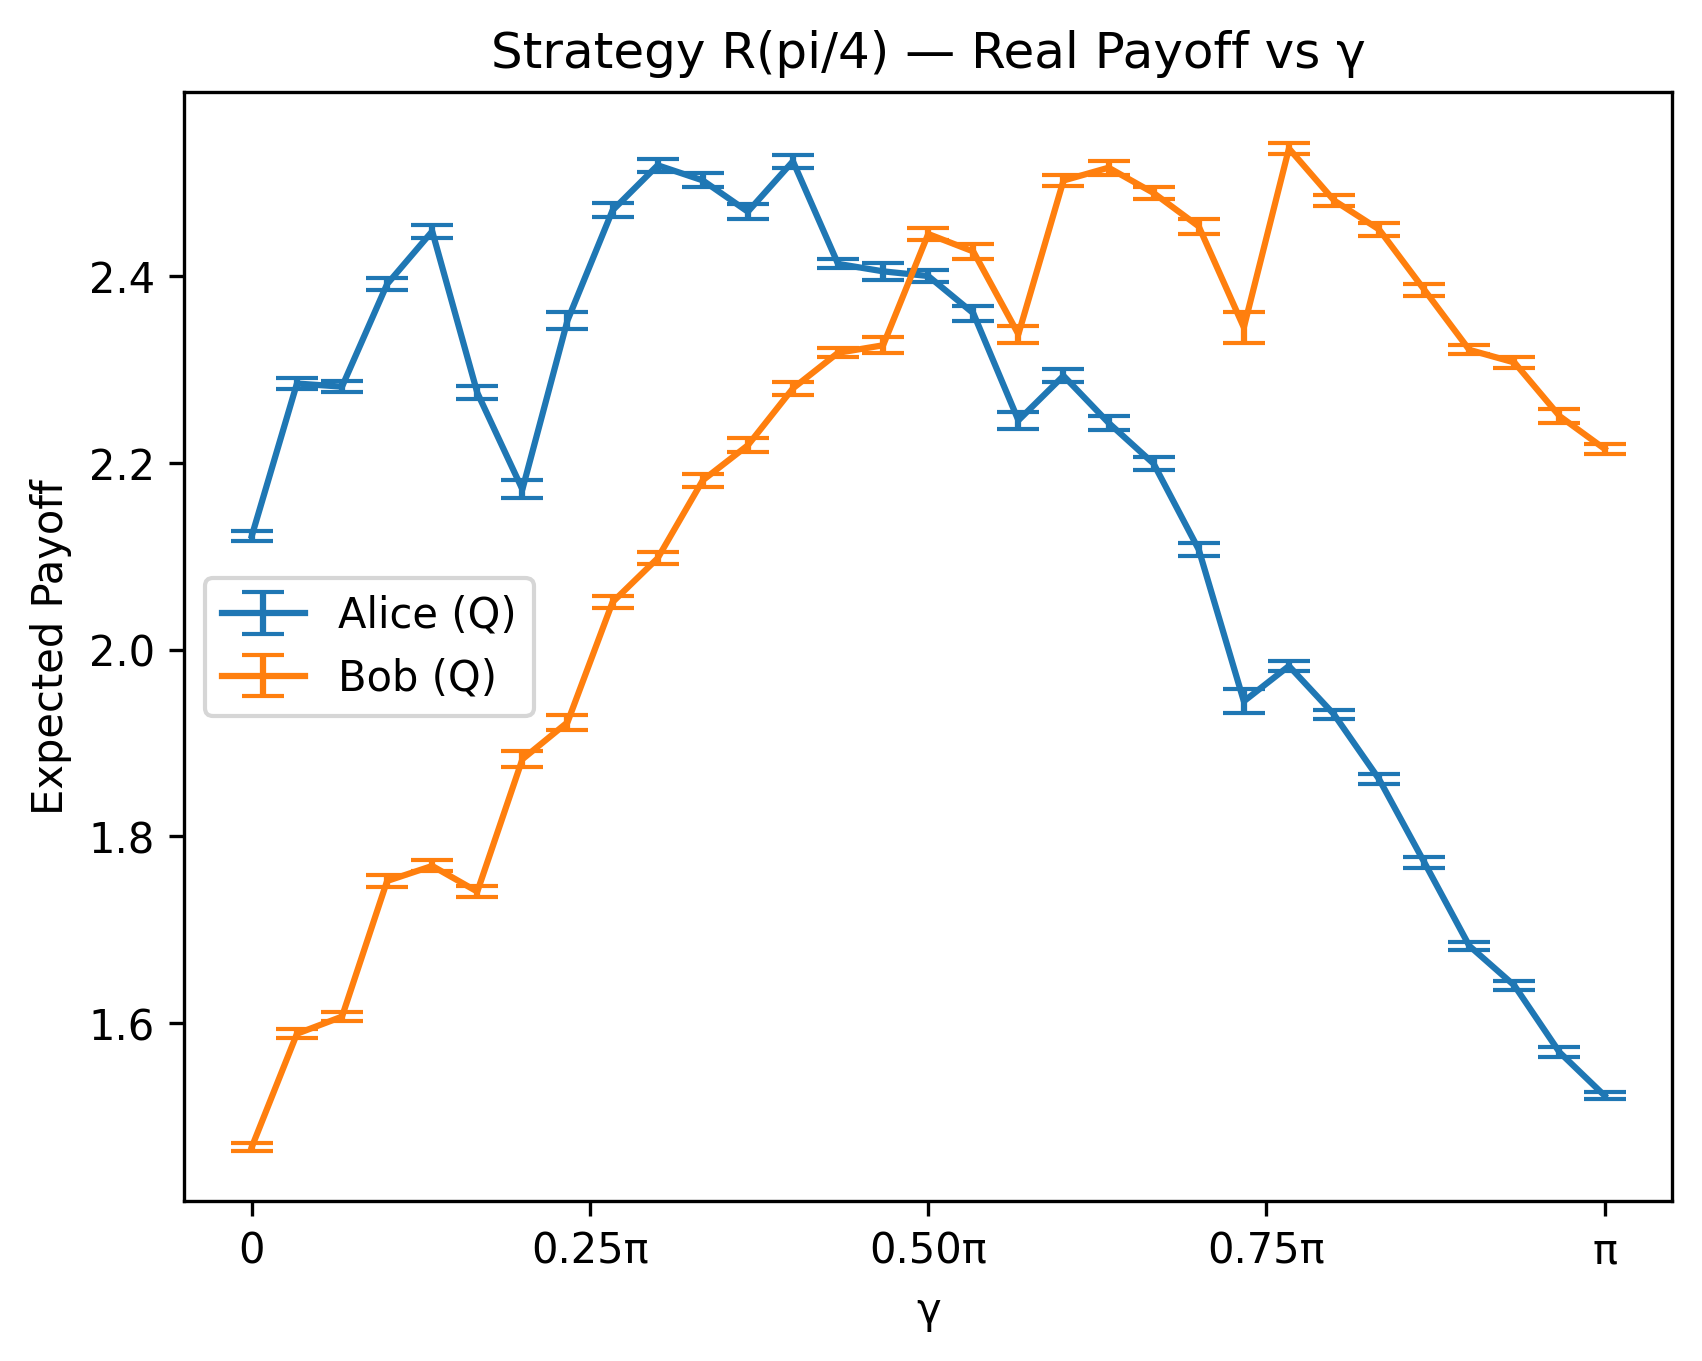 Strategy R(pi/4) — Real Payoff vs γ
Expected Payoff
2.4
2.2
2.0
1.8
1.6
Alice (Q)
Bob (Q)
0 0.25π 0.50π 0.75π π
γ